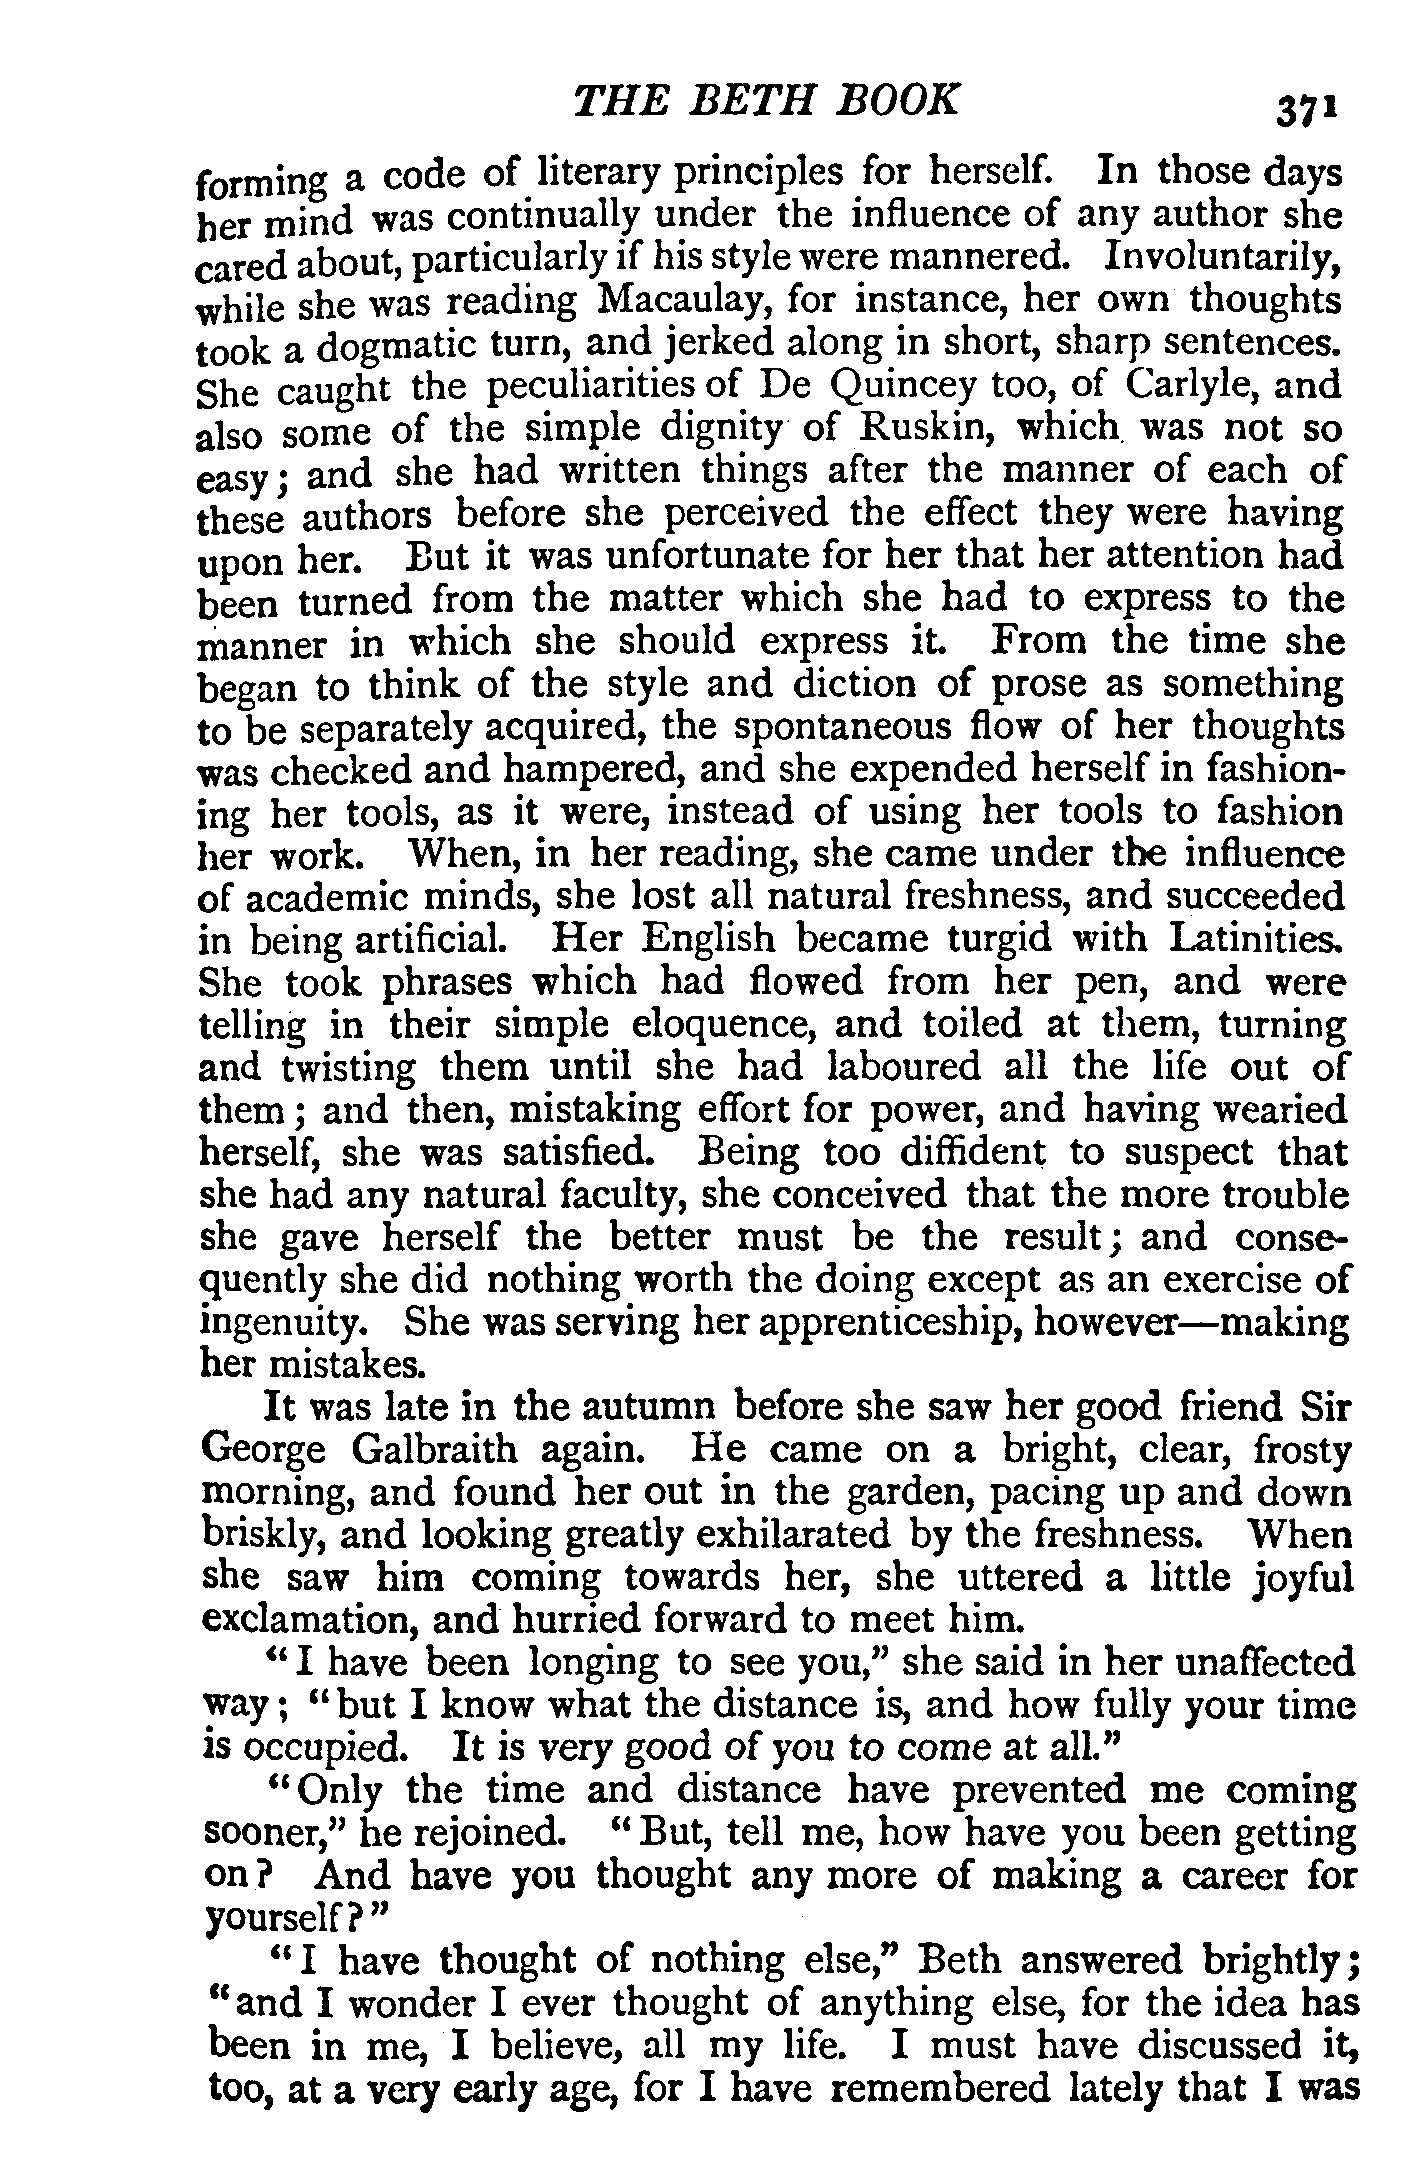 THE BETH BOOK 371
forming a code of literary principles for herself. In those days
her mind was continually under the influence of any author she
cared about, particularly if his style were mannered. Involuntarily,
while she was reading Macaulay, for instance, her own thoughts
took a dogmatic turn, and jerked along in short, sharp sentences.
She caught the peculiarities of De Quincey too, of Carlyle, and
also some of the simple dignity of Ruskin, which was not so
easy; and she had written things after the manner of each of
these authors before she perceived the effect they were having
upon her. But it was unfortunate for her that her attention had
been turned from the matter which she had to express to the
manner in which she should express it. From the time she
began to think of the style and diction of prose as something
to be separately acquired, the spontaneous flow of her thoughts
was checked and hampered, and she expended herself in fashion-
ing her tools, as it were, instead of using her tools to fashion
her work. When, in her reading, she came under the influence
of academic minds, she lost all natural freshness, and succeeded
in being artificial. Her English became turgid with Latinities.
She took phrases which had flowed from her pen, and were
telling in their simple eloquence, and toiled at them, turning
and twisting them until she had laboured all the life out of
them; and then, mistaking effort for power, and having wearied
herself, she was satisfied. Being too diffident to suspect that
she had any natural faculty, she conceived that the more trouble
she gave herself the better must be the result; and conse-
quently she did nothing worth the doing except as an exercise of
ingenuity. She was serving her apprenticeship, however—making
her mistakes.
It was late in the autumn before she saw her good friend Sir
George Galbraith again. He came on a bright, clear, frosty
morning, and found her out in the garden, pacing up and down
briskly, and looking greatly exhilarated by the freshness. When
she saw him coming towards her, she uttered a little joyful
exclamation, and hurried forward to meet him.
“I have been longing to see you,” she said in her unaffected
way; “but I know what the distance is, and how fully your time
is occupied. It is very good of you to come at all.”
“Only the time and distance have prevented me coming
sooner,” he rejoined. “But, tell me, how have you been getting
on? And have you thought any more of making a career for
yourself?”
“I have thought of nothing else,” Beth answered brightly;
“and I wonder I ever thought of anything else, for the idea has
been in me, I believe, all my life. I must have discussed it,
too, at a very early age, for I have remembered lately that I was